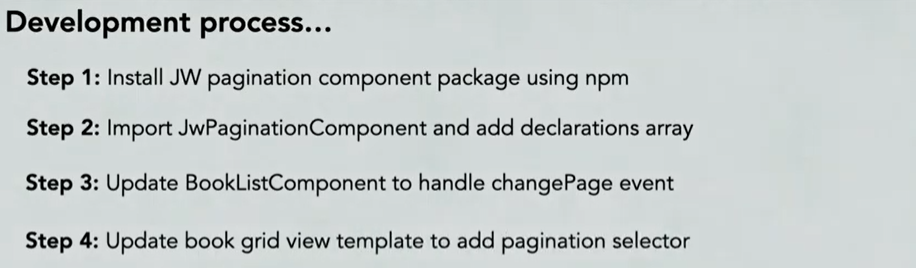 Development process...
Step 1: Install JW pagination component package using npm
Step 2: Import JwPaginationComponent and add declarations array
Step 3: Update BookListComponent to handle changePage event
Step 4: Update book grid view template to add pagination selector